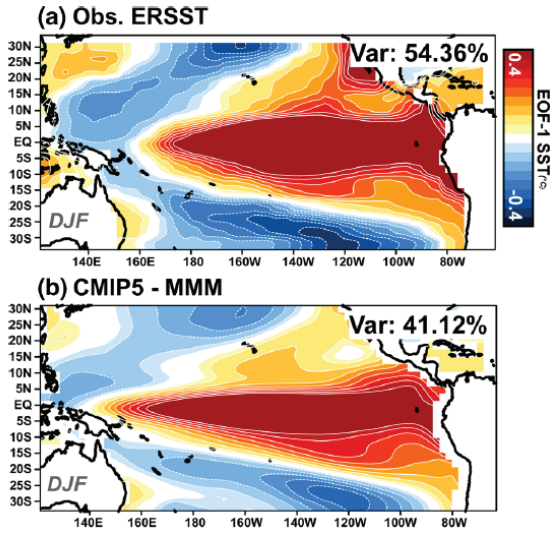 (a) Obs. ERSST
Var: 54.36%
30N
25N
20N
15N
10N
5N
EQ
5S
10S
15S
20S
25S
30S
DJF
140E 160E 180 160W 140W 120W 100W 80W
0.4
EOF-1 SST(°C)
-0.4
(b) CMIP5 - MMM
Var: 41.12%
30N
25N
20N
15N
10N
5N
EQ
5S
10S
15S
20S
25S
30S
DJF
140E 160E 180 160W 140W 120W 100W 80W